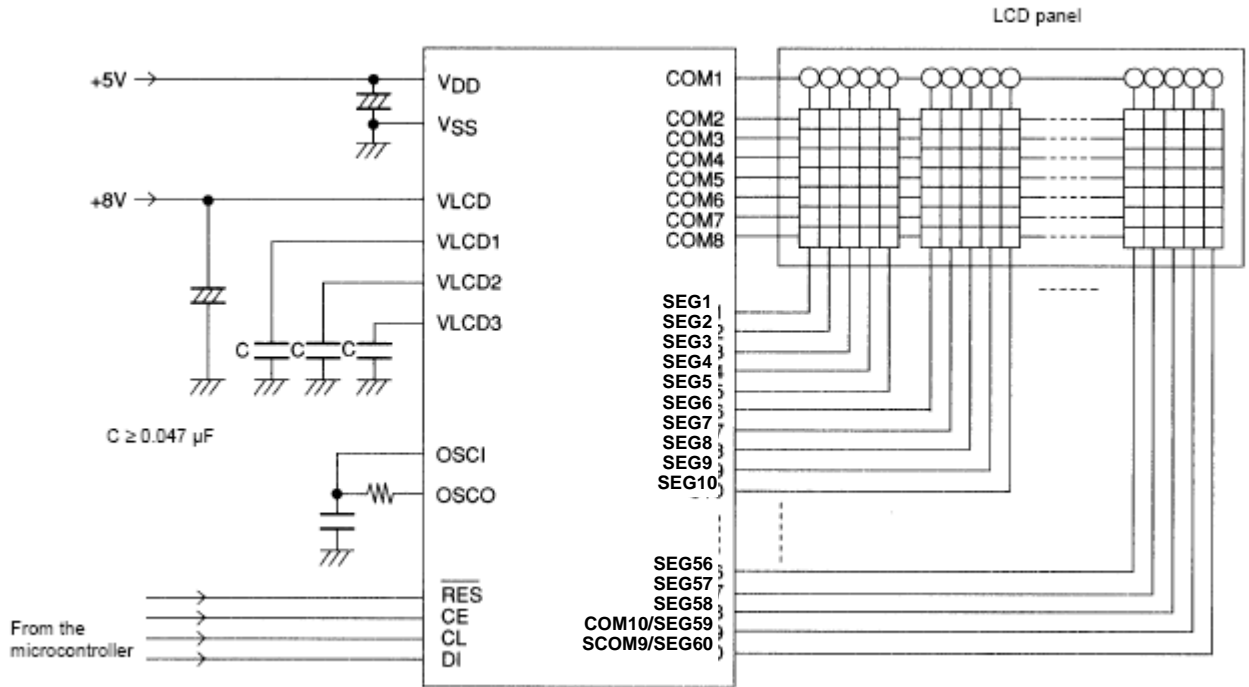 LCD panel
+5V
VDD
VSS
+8V
VLCD
VLCD1
VLCD2
VLCD3
C
C
C
C ≥ 0.047 µF
OSCI
OSCO
RES
CE
CL
DI
From the
microcontroller
COM1
COM2
COM3
COM4
COM5
COM6
COM7
COM8
SEG1
SEG2
SEG3
SEG4
SEG5
SEG6
SEG7
SEG8
SEG9
SEG10
SEG56
SEG57
SEG58
COM10/SEG59
SCOM9/SEG60